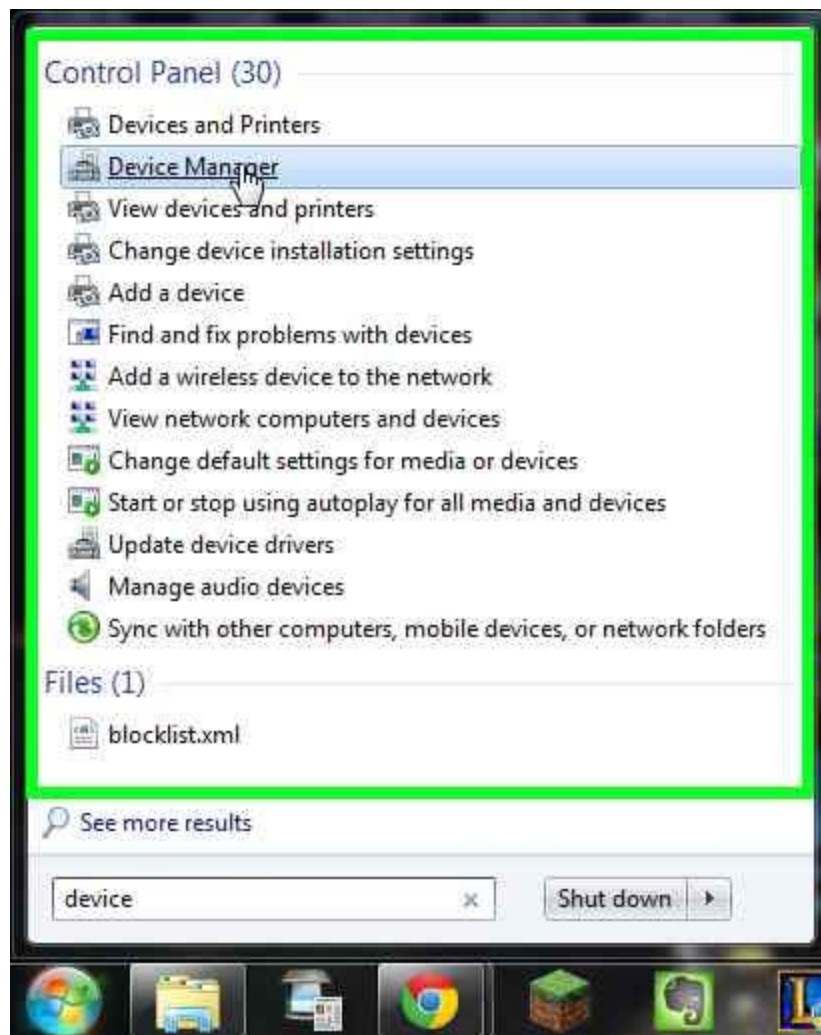 Control Panel (30)
Devices and Printers
Device Manager
View devices and printers
Change device installation settings
Add a device
Find and fix problems with devices
Add a wireless device to the network
View network computers and devices
Change default settings for media or devices
Start or stop using autoplay for all media and devices
Update device drivers
Manage audio devices
Sync with other computers, mobile devices, or network folders
Files (1)
blocklist.xml
See more results
device
Shut down
L